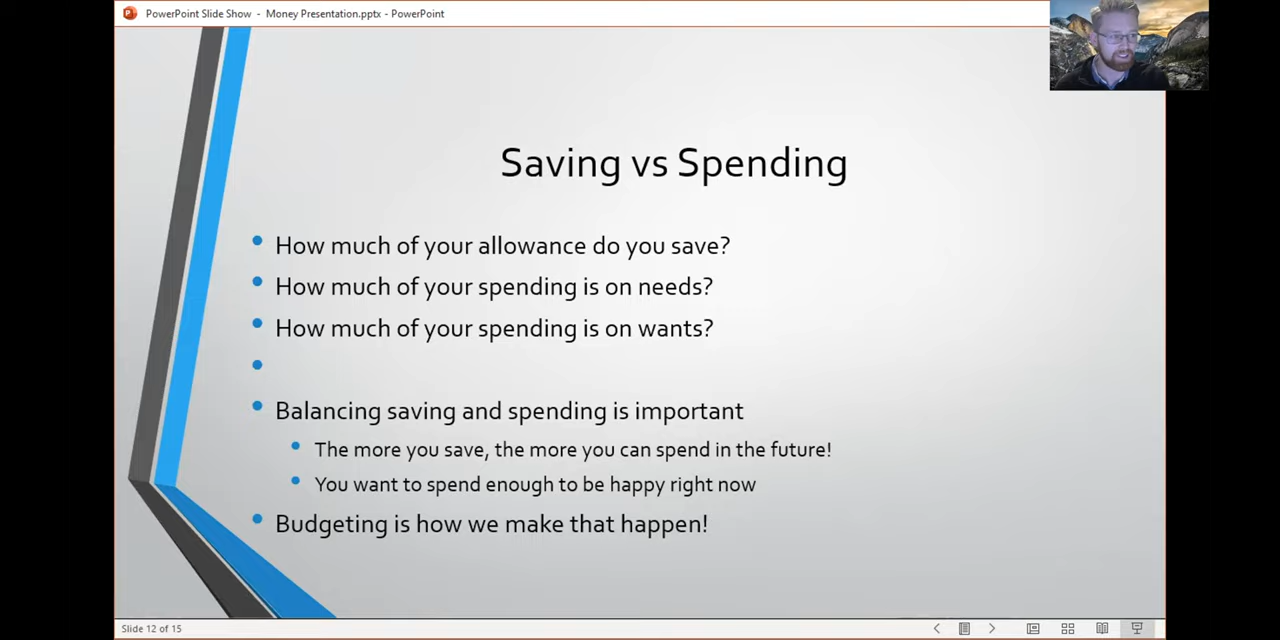 PowerPoint Slide Show - Money Presentation.pptx - PowerPoint
Saving vs Spending
How much of your allowance do you save?
How much of your spending is on needs?
How much of your spending is on wants?
Balancing saving and spending is important
The more you save, the more you can spend in the future!
You want to spend enough to be happy right now
Budgeting is how we make that happen!
Slide 12 of 15